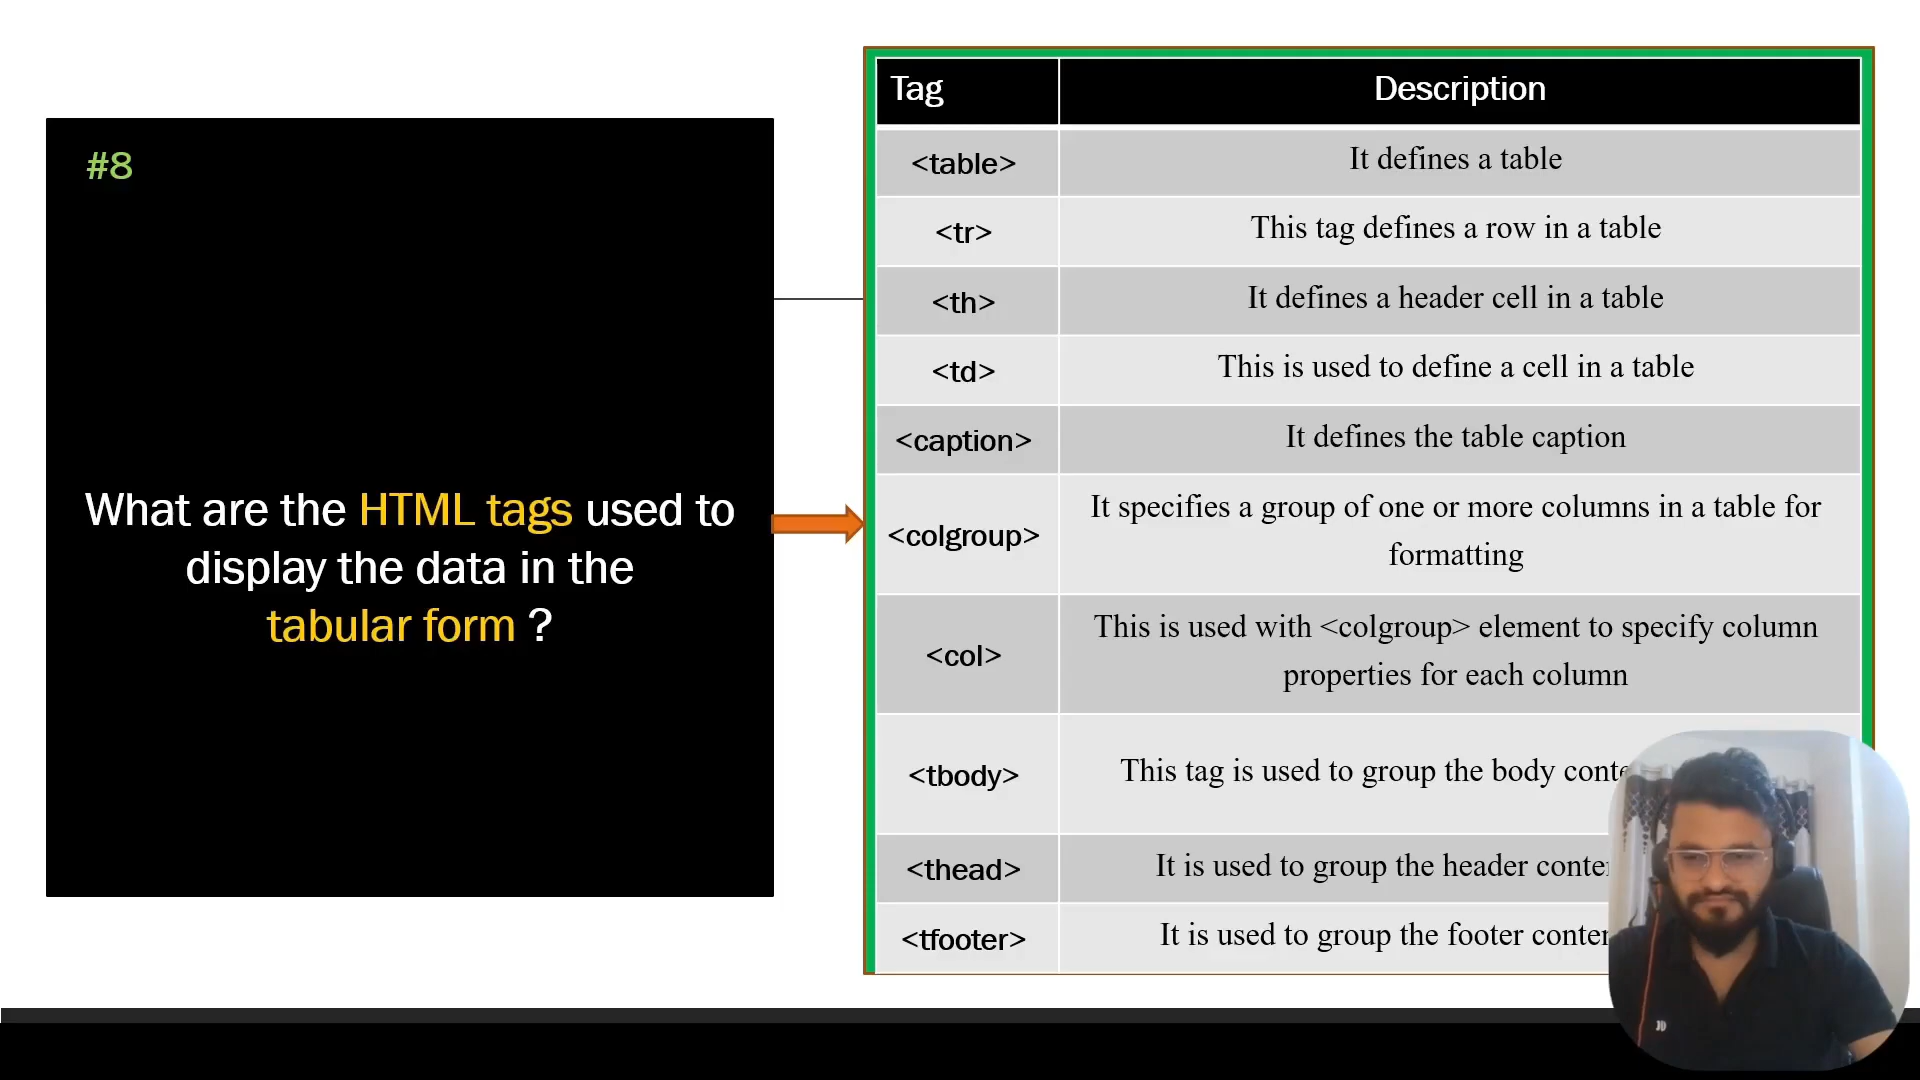 #8
What are the HTML tags used to
display the data in the
tabular form ?
Tag Description
<table> It defines a table
<tr> This tag defines a row in a table
<th> It defines a header cell in a table
<td> This is used to define a cell in a table
<caption> It defines the table caption
<colgroup> It specifies a group of one or more columns in a table for
formatting
<col> This is used with <colgroup> element to specify column
properties for each column
<tbody> This tag is used to group the body
<thead> It is used to group the header
<tfooter> It is used to group the footer